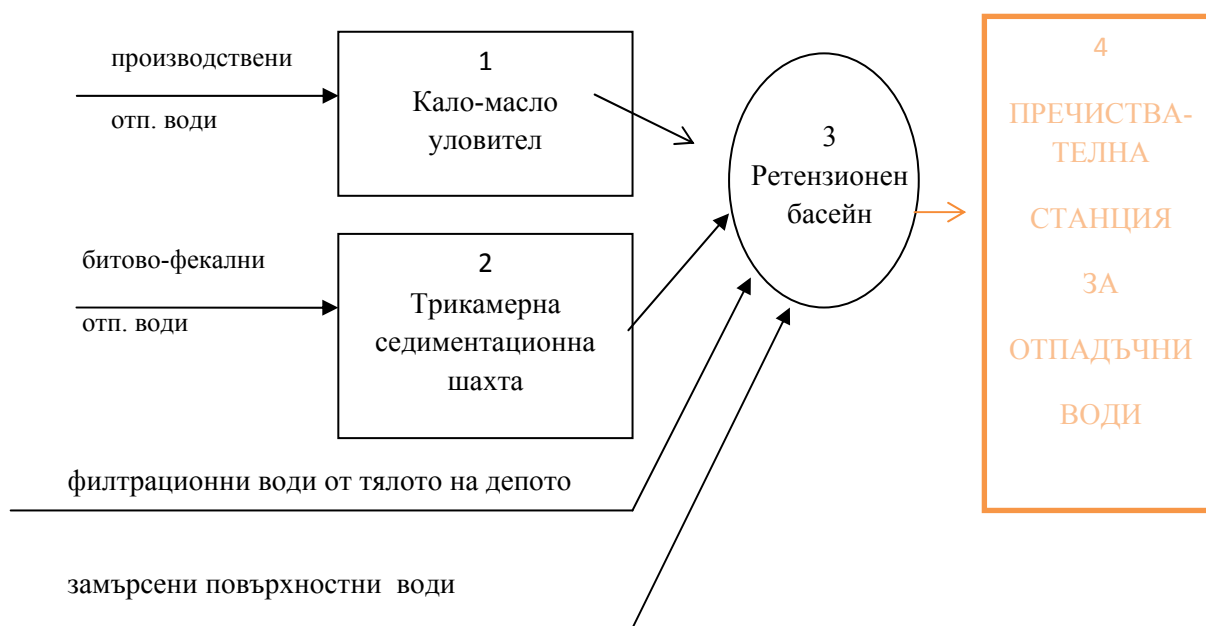 производствени
отп. води
1
Кало-масло
уловител
битово-фекални
отп. води
2
Трикамерна
седиментационна
шахта
филтрационни води от тялото на депото
замърсени повърхностни води
3
Ретензионен
басейн
4
ПРЕЧИСТВА-
ТЕЛНА
СТАНЦИЯ
ЗА
ОТПАДЪЧНИ
ВОДИ